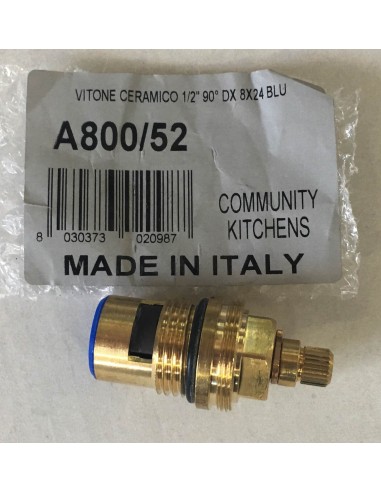 VITONE CERAMICO 1/2" 90° DX 8X24 BLU
A800/52
8 030373 020987
COMMUNITY
KITCHENS
MADE IN ITALY